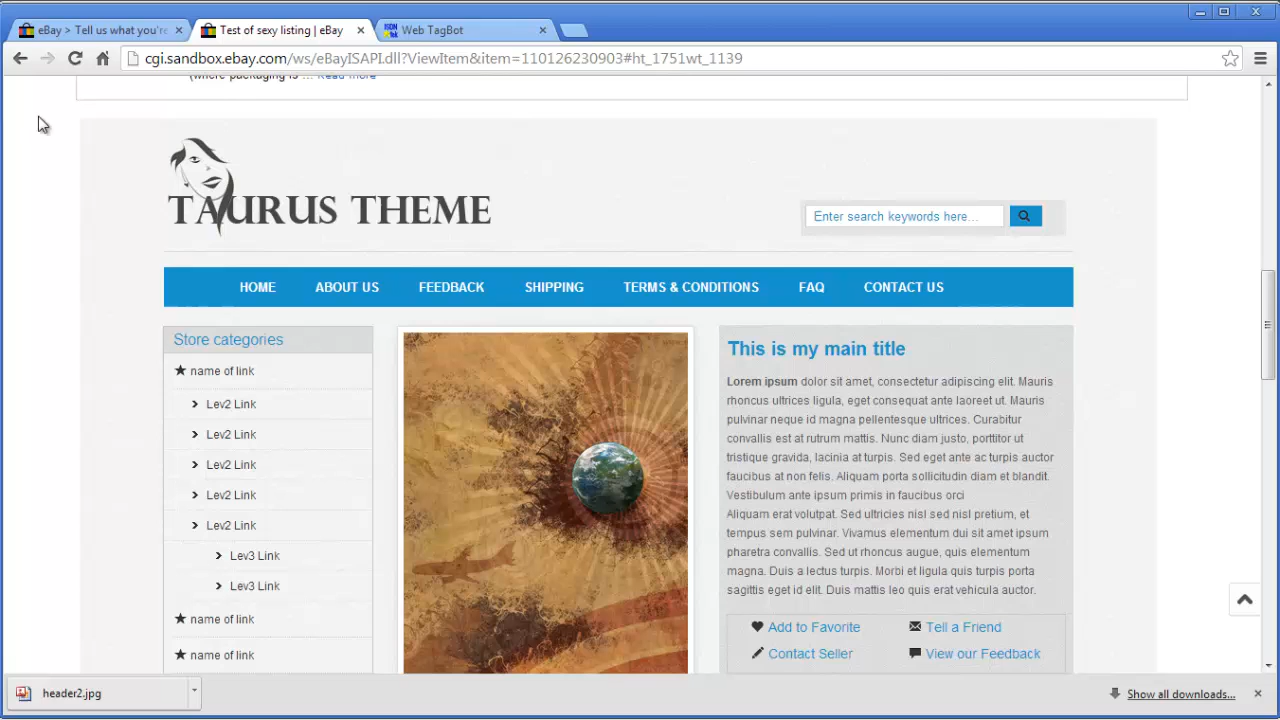 eBay > Tell us what you're
Test of sexy listing | eBay
Web TagBot
cgi.sandbox.ebay.com/ws/eBayISAPI.dll?ViewItem&item=110126230903#ht_1751wt_1139
(where packaging is ... Read more
TAURUS THEME
Enter search keywords here...
HOME ABOUT US FEEDBACK SHIPPING TERMS & CONDITIONS FAQ CONTACT US
Store categories
name of link
Lev2 Link
Lev2 Link
Lev2 Link
Lev2 Link
Lev2 Link
Lev3 Link
Lev3 Link
name of link
name of link
This is my main title
Lorem ipsum dolor sit amet, consectetur adipiscing elit. Mauris
rhoncus ultrices ligula, eget consequat ante laoreet ut. Mauris
pulvinar neque id magna pellentesque ultrices. Curabitur
convallis est at rutrum mattis. Nunc diam justo, porttitor ut
tristique gravida, lacinia at turpis. Sed eget ante ac turpis auctor
faucibus at non felis. Aliquam porta sollicitudin diam et blandit.
Vestibulum ante ipsum primis in faucibus orci
Aliquam erat volutpat. Sed ultricies nisl sed nisl pretium, et
tempus sem pulvinar. Vivamus elementum dui sit amet ipsum
pharetra convallis. Sed ut rhoncus augue, quis elementum
magna. Duis a lectus turpis. Morbi et ligula quis turpis porta
sagittis eget id elit. Duis mattis leo quis erat vehicula auctor.
Add to Favorite
Tell a Friend
Contact Seller
View our Feedback
header2.jpg
Show all downloads...